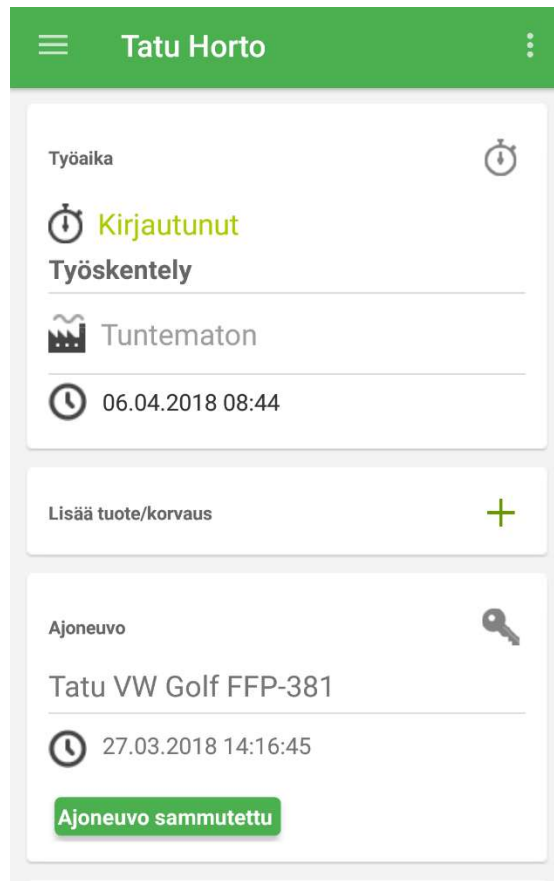 Tatu Horto
Työaika
Kirjautunut
Työskentely
Tuntematon
06.04.2018 08:44
Lisää tuote/korvaus
Ajoneuvo
Tatu VW Golf FFP-381
27.03.2018 14:16:45
Ajoneuvo sammutettu